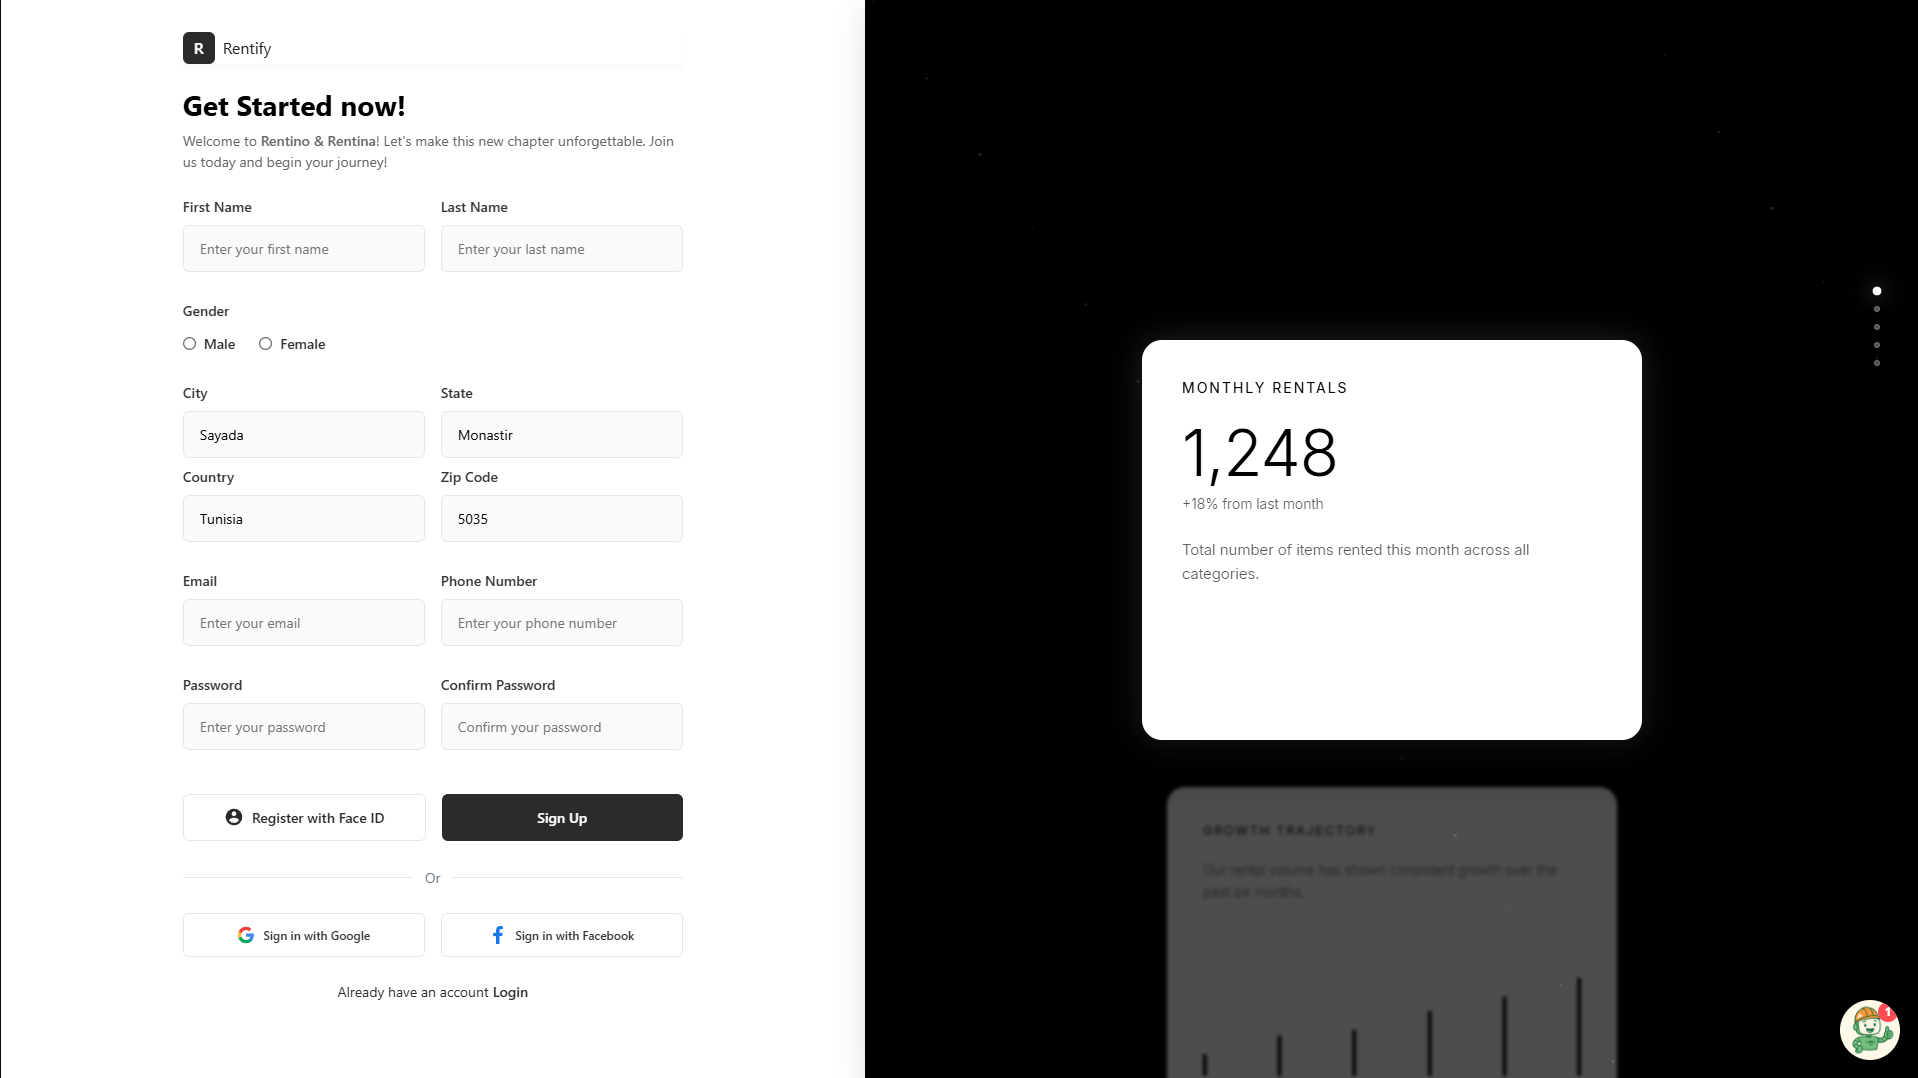 R Rentify
Get Started now!
Welcome to Rentino & Rentina! Let's make this new chapter unforgettable. Join
us today and begin your journey!
First Name
Last Name
Enter your first name
Enter your last name
Gender
Male
Female
City
State
Sayada
Monastir
Country
Zip Code
Tunisia
5035
Email
Phone Number
Enter your email
Enter your phone number
Password
Confirm Password
Enter your password
Confirm your password
Register with Face ID
Sign Up
Or
Sign in with Google
Sign in with Facebook
Already have an account Login
MONTHLY RENTALS
1,248
+18% from last month
Total number of items rented this month across all
categories.
GROWTH TRAJECTORY
Our rental volume has shown consistent growth over the
past six months.
1